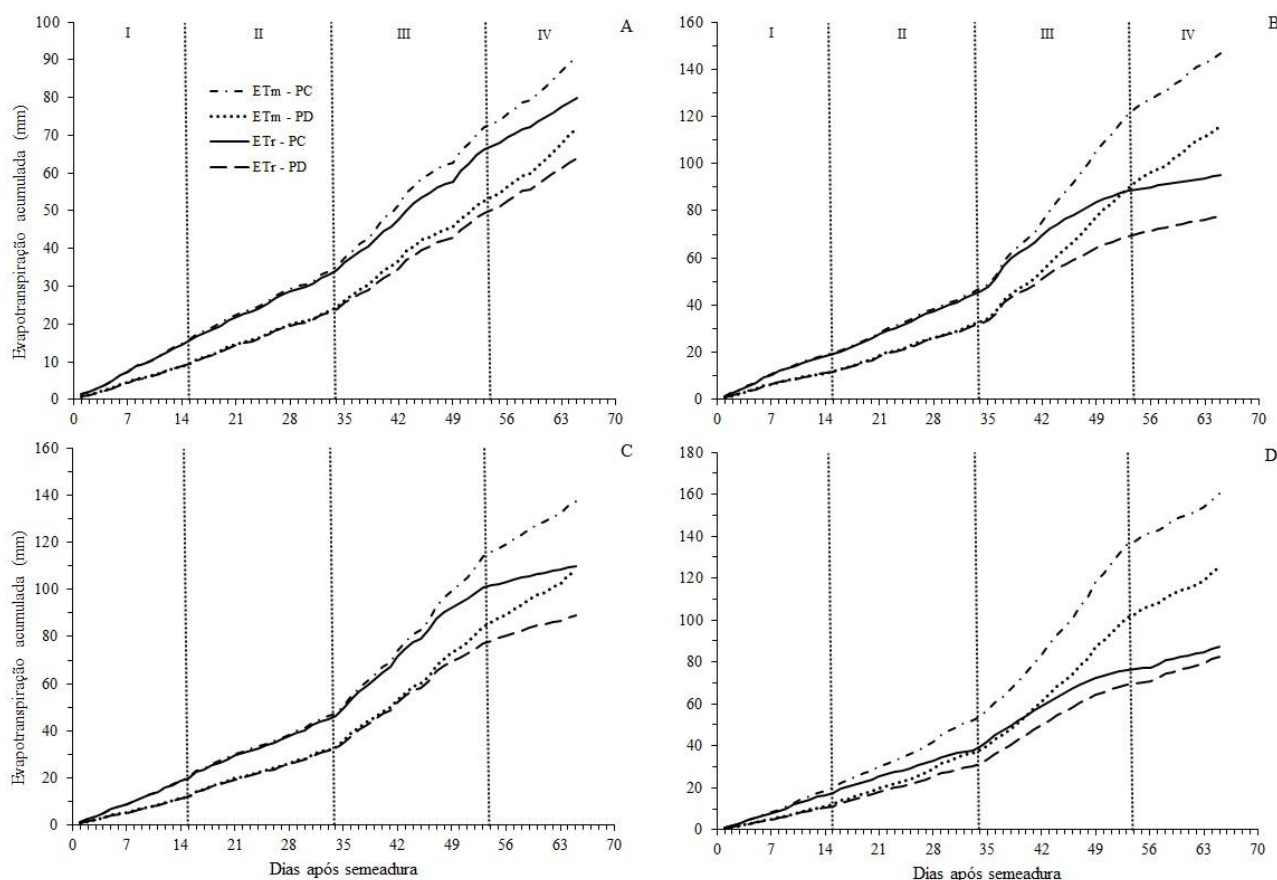 I II III IV A
ETm - PC
ETm - PD
ETr - PC
ETr - PD
Evapotranspiração acumulada (mm)
100
90
80
70
60
50
40
30
20
10
0
0 7 14 21 28 35 42 49 56 63 70
I II III IV B
160
140
120
100
80
60
40
20
0
0 7 14 21 28 35 42 49 56 63 70
C
Evapotranspiração acumulada (mm)
160
140
120
100
80
60
40
20
0
0 7 14 21 28 35 42 49 56 63 70
Dias após semeadura
D
180
160
140
120
100
80
60
40
20
0
0 7 14 21 28 35 42 49 56 63 70
Dias após semeadura